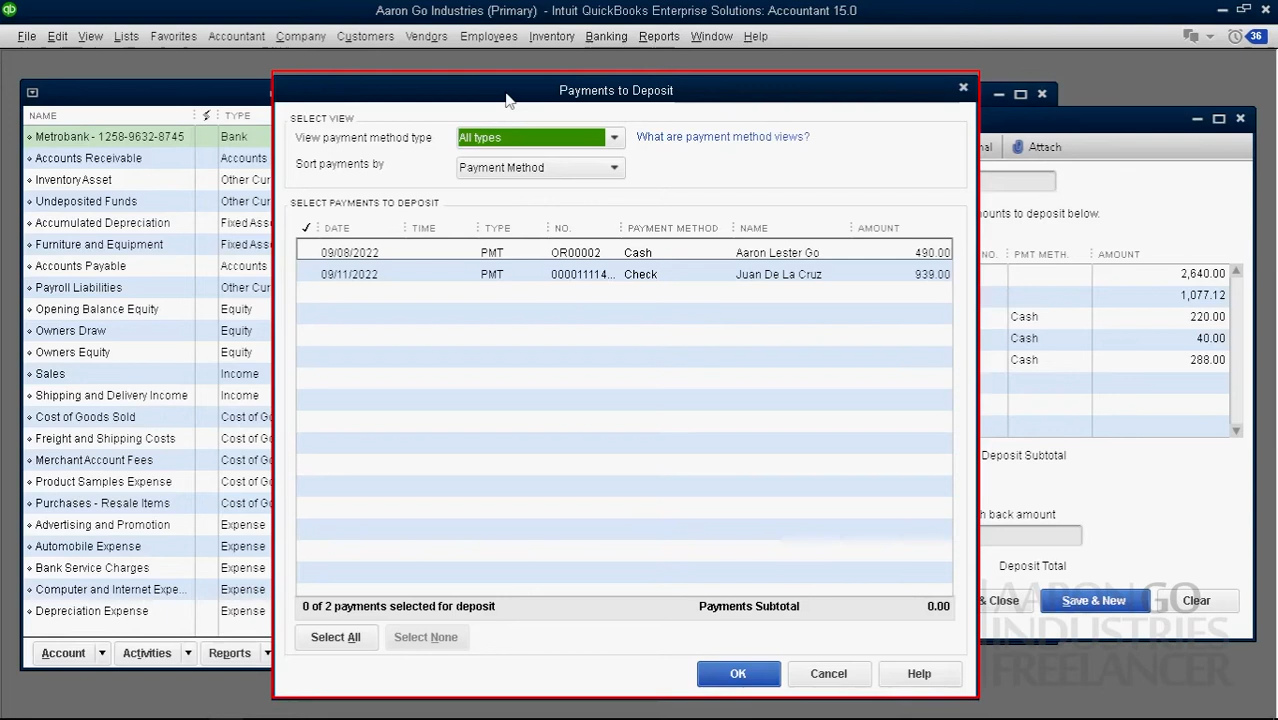 Aaron Go Industries (Primary) - Intuit QuickBooks Enterprise Solutions: Accountant 15.0
File Edit View Lists Favorites Accountant Company Customers Vendors Employees Inventory Banking Reports Window Help 36
Payments to Deposit
SELECT VIEW
View payment method type All types What are payment method views?
Sort payments by Payment Method
SELECT PAYMENTS TO DEPOSIT
✓ DATE TIME TYPE NO. PAYMENT METHOD NAME AMOUNT
09/08/2022 PMT OR00002 Cash Aaron Lester Go 490.00
09/11/2022 PMT 000011114... Check Juan De La Cruz 939.00
0 of 2 payments selected for deposit Payments Subtotal 0.00
Select All Select None
OK Cancel Help
NAME TYPE
Metrobank - 1258-9632-8745 Bank
Accounts Receivable Accounts
Inventory Asset Other Cur
Undeposited Funds Other Cur
Accumulated Depreciation Fixed Asse
Furniture and Equipment Fixed Asse
Accounts Payable Accounts
Payroll Liabilities Other Cur
Opening Balance Equity Equity
Owners Draw Equity
Owners Equity Equity
Sales Income
Shipping and Delivery Income Income
Cost of Goods Sold Cost of Go
Freight and Shipping Costs Cost of Go
Merchant Account Fees Cost of Go
Product Samples Expense Cost of Go
Purchases - Resale Items Cost of Go
Advertising and Promotion Expense
Automobile Expense Expense
Bank Service Charges Expense
Computer and Internet Expe... Expense
Depreciation Expense Expense
Account Activities Reports
nal Attach
ounts to deposit below.
NO. PMT METH. AMOUNT
2,640.00
1,077.12
Cash 220.00
Cash 40.00
Cash 288.00
Deposit Subtotal
h back amount
Deposit Total
& Close Save & New Clear
AARON GO
INDUSTRIES
FREELANCER